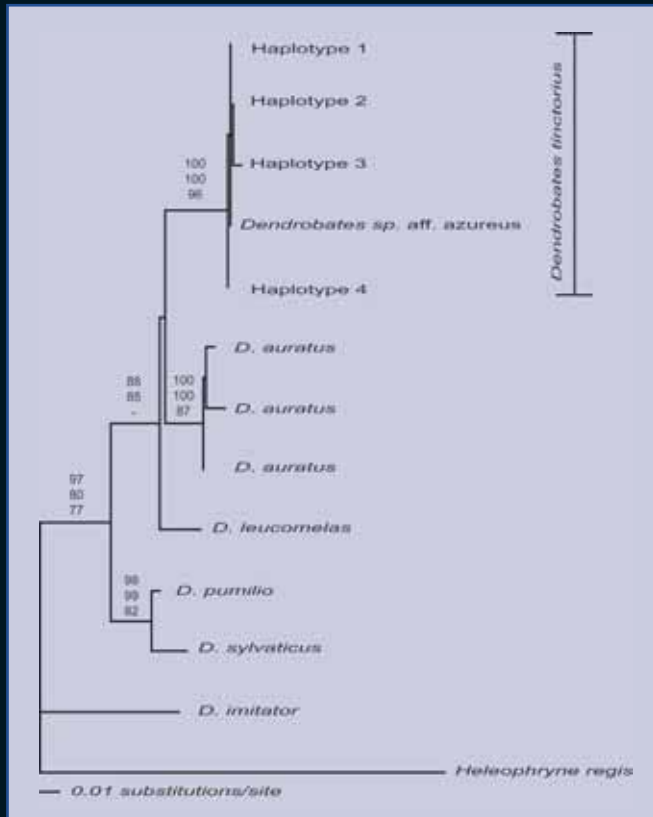 Haplotype 1
Haplotype 2
Haplotype 3
Dendrobates sp. aff. azureus
Haplotype 4
Dendrobates tinctorius
100
100
96
D. auratus
D. auratus
D. auratus
88
85
-
100
100
87
D. leucomelas
97
80
77
D. pumilio
98
99
82
D. sylvaticus
D. imitator
Heleophryne regis
0.01 substitutions/site